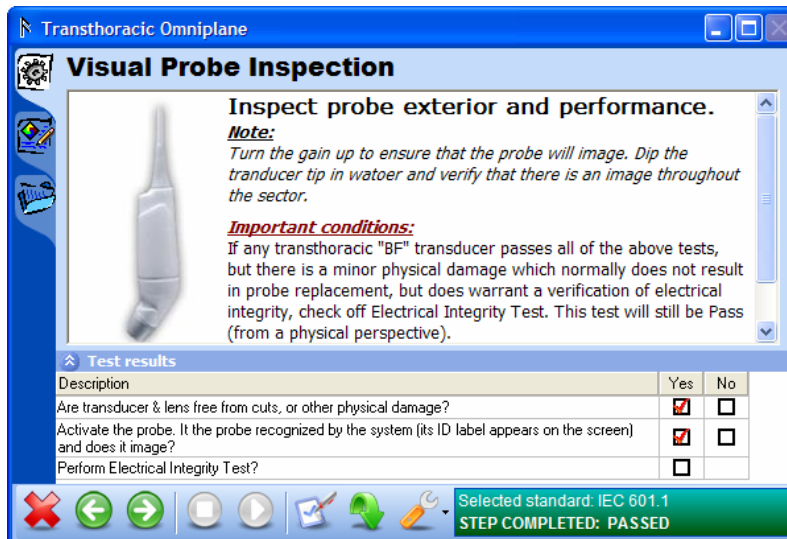 Transthoracic Omniplane
Visual Probe Inspection
Inspect probe exterior and performance.
Note:
Turn the gain up to ensure that the probe will image. Dip the
tranducer tip in watoer and verify that there is an image throughout
the sector.
Important conditions:
If any transthoracic "BF" transducer passes all of the above tests,
but there is a minor physical damage which normally does not result
in probe replacement, but does warrant a verification of electrical
integrity, check off Electrical Integrity Test. This test will still be Pass
(from a physical perspective).
Test results
Description Yes No
Are transducer & lens free from cuts, or other physical damage?
Activate the probe. It the probe recognized by the system (its ID label appears on the screen)
and does it image?
Perform Electrical Integrity Test?
Selected standard: IEC 601.1
STEP COMPLETED: PASSED